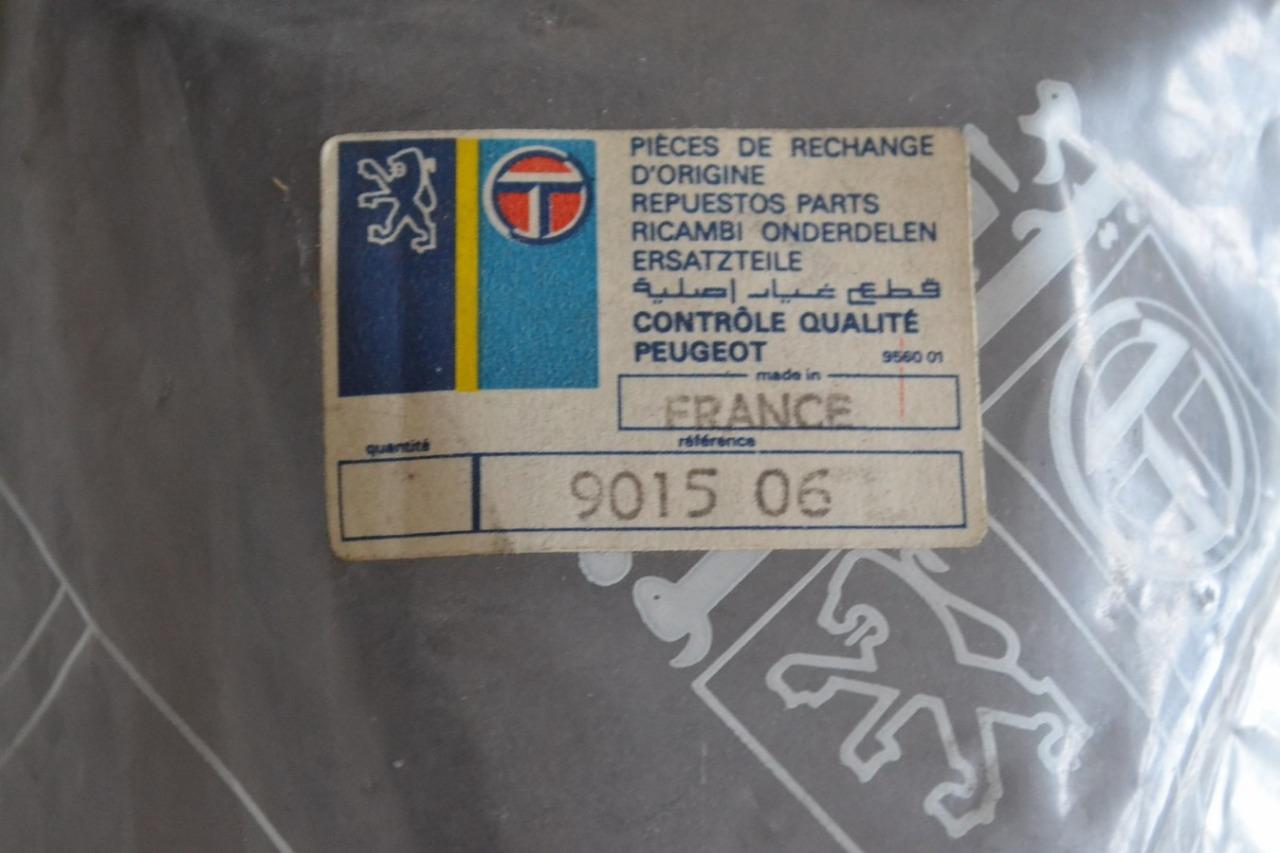 PIÈCES DE RECHANGE
D'ORIGINE
REPUESTOS PARTS
RICAMBI ONDERDELEN
ERSATZTEILE
قطع غيار اصلية
CONTRÔLE QUALITÉ
PEUGEOT 9560 01
made in
FRANCE
quantité référence
9015 06